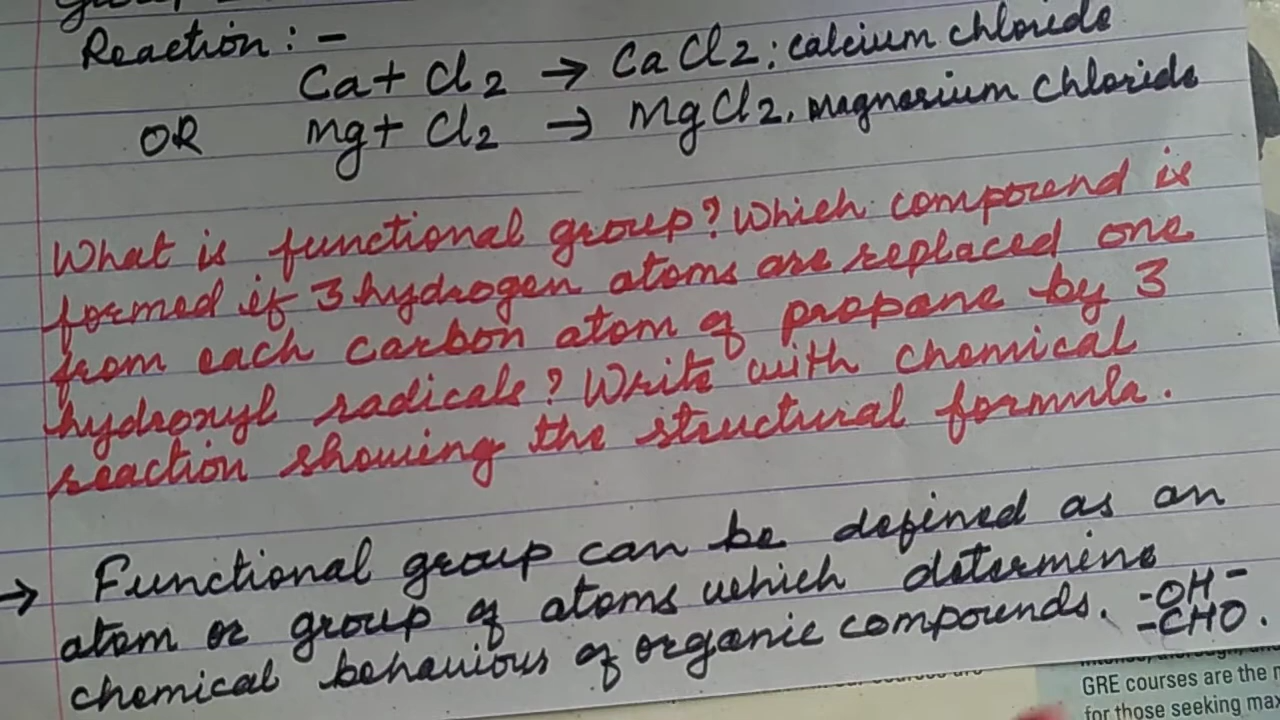 Reaction : -
Ca + Cl2 → CaCl2 : calcium chloride
OR Mg + Cl2 → MgCl2. magnesium chloride
What is functional group? Which compound is
formed if 3 hydrogen atoms are replaced one
from each carbon atom of propane by 3
hydroxyl radicals? Write with chemical
reaction showing the structural formula.
→ Functional group can be defined as an
atom or group of atoms which determine
chemical behaviour of organic compounds. -OH-
-CHO.
GRE courses are the
for those seeking